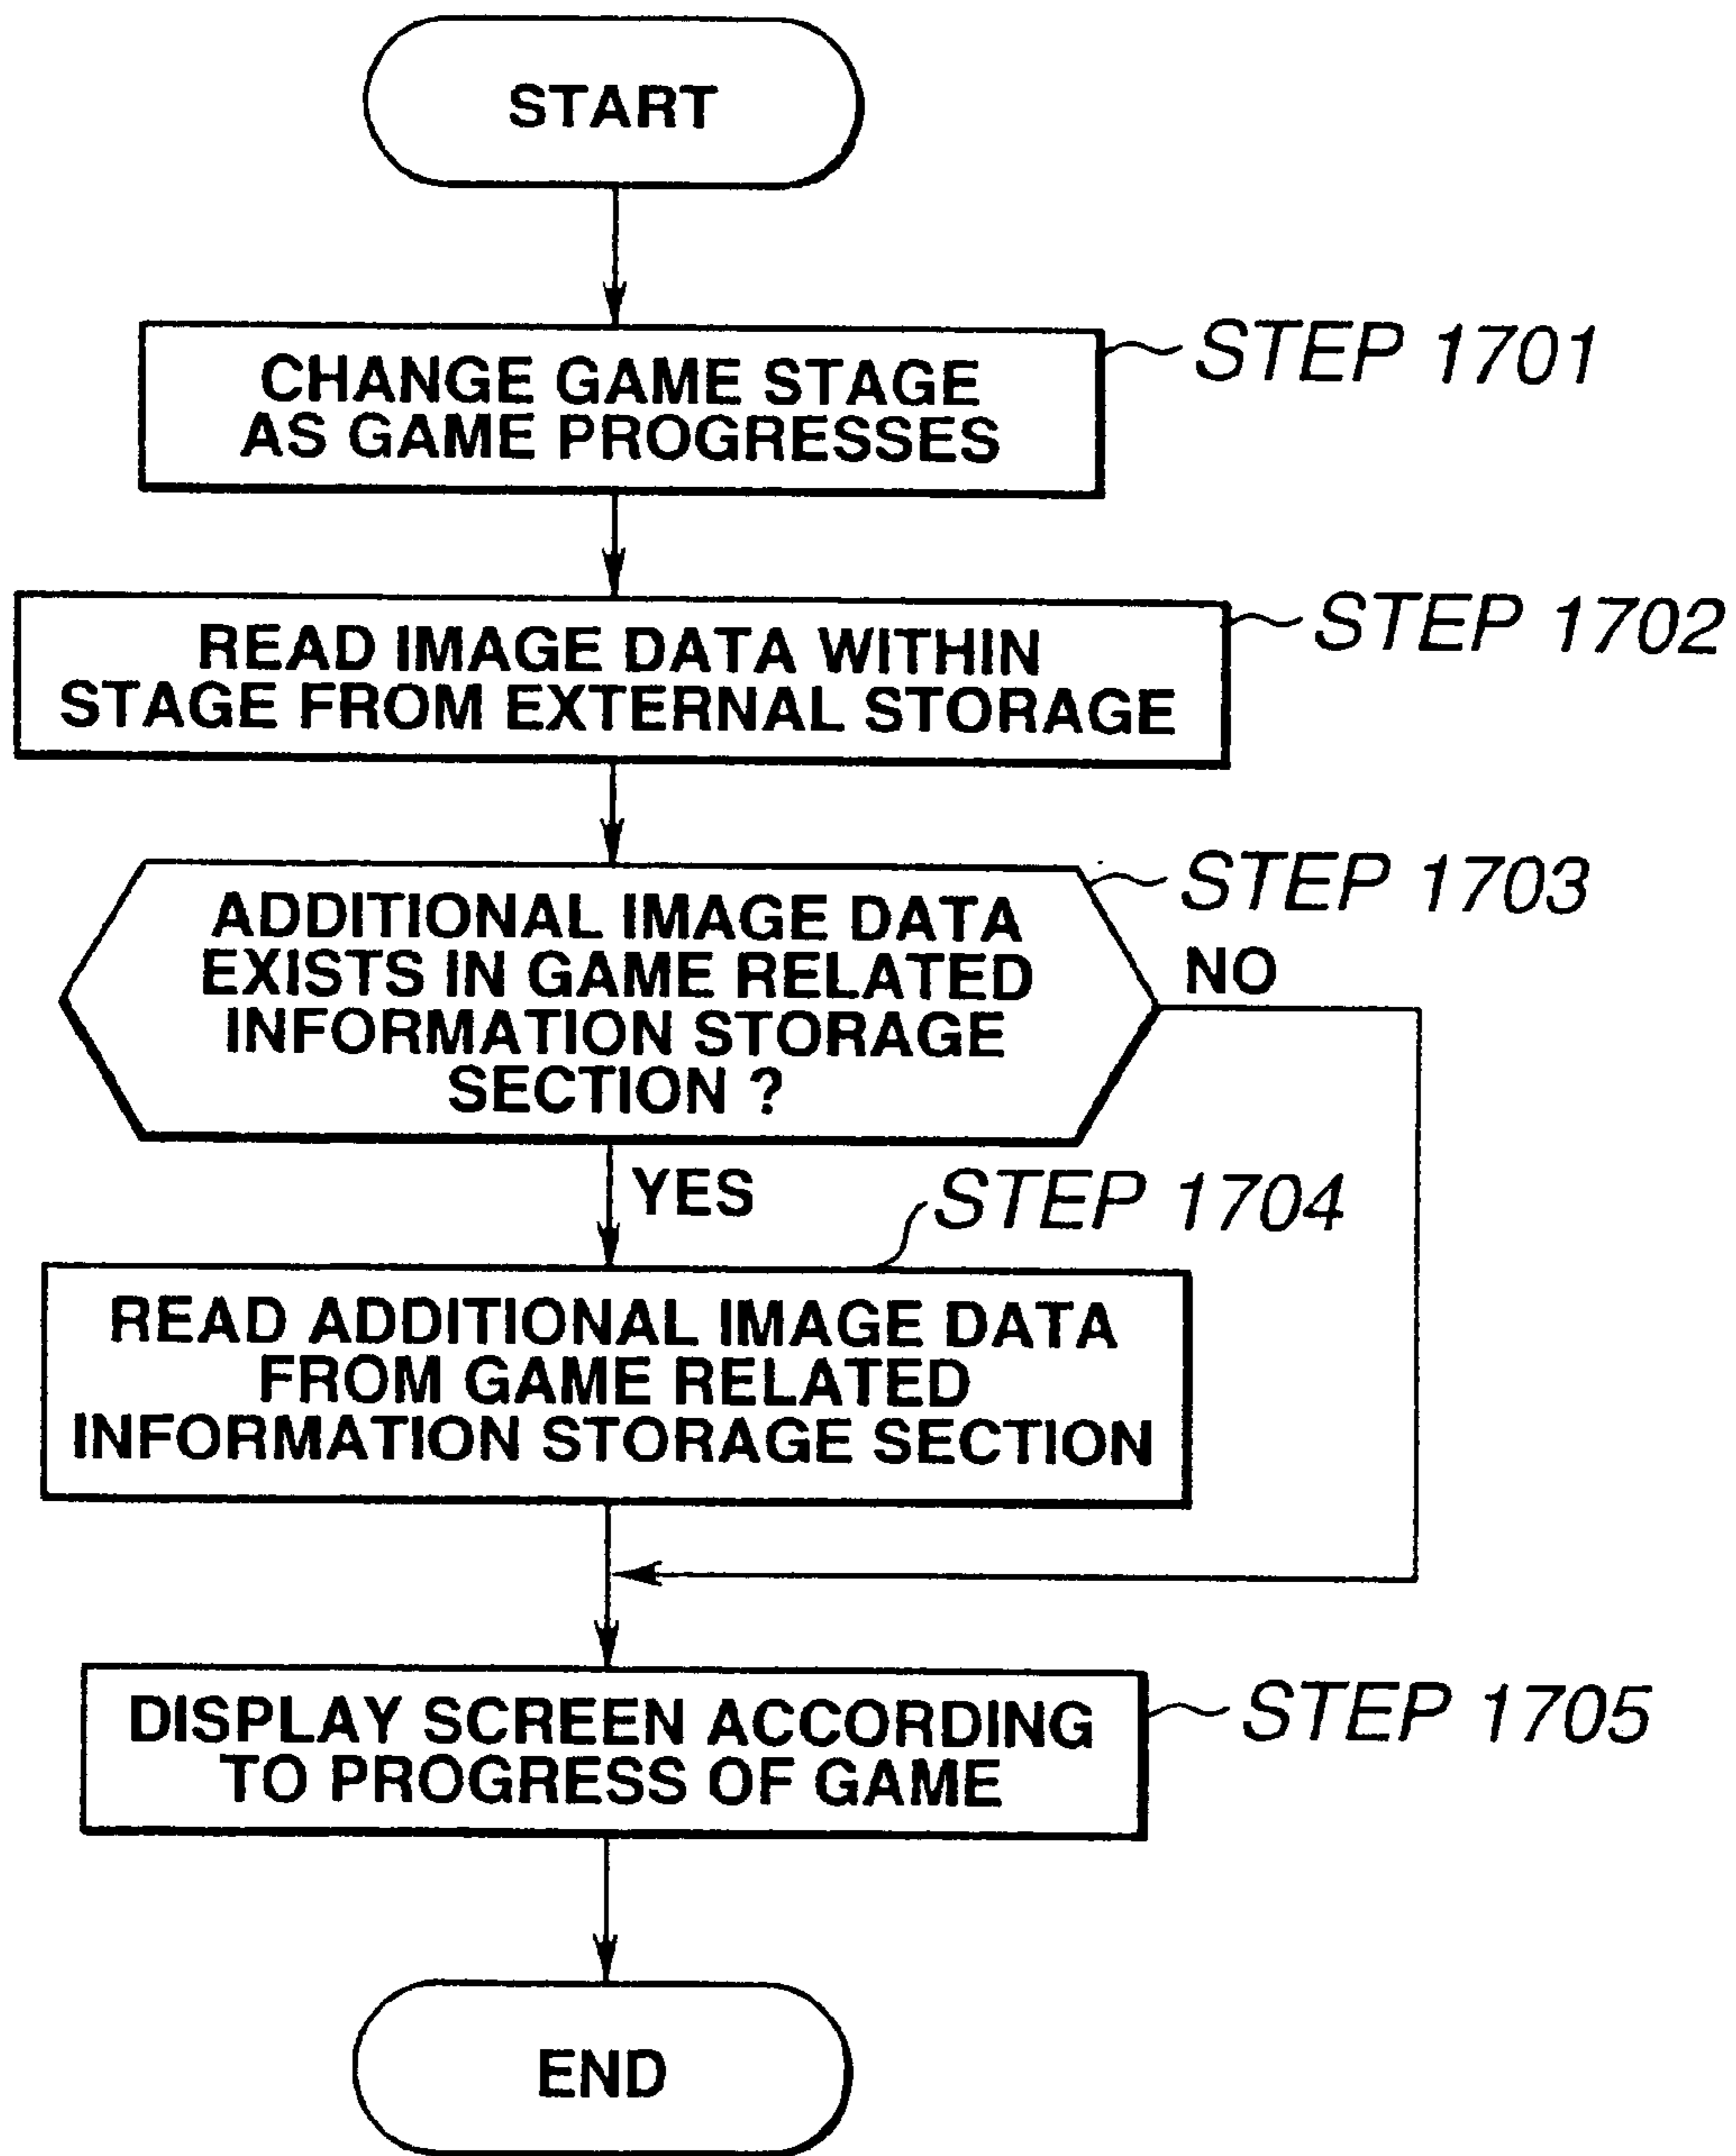 START
CHANGE GAME STAGE
AS GAME PROGRESSES
STEP 1701
READ IMAGE DATA WITHIN
STAGE FROM EXTERNAL STORAGE
STEP 1702
ADDITIONAL IMAGE DATA
EXISTS IN GAME RELATED
INFORMATION STORAGE
SECTION ?
STEP 1703
NO
YES
STEP 1704
READ ADDITIONAL IMAGE DATA
FROM GAME RELATED
INFORMATION STORAGE SECTION
DISPLAY SCREEN ACCORDING
TO PROGRESS OF GAME
STEP 1705
END